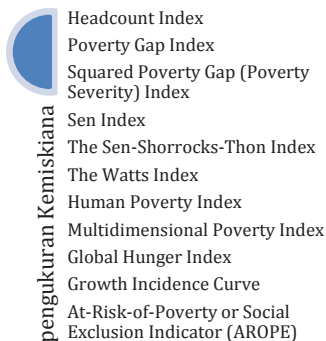 Headcount Index
Poverty Gap Index
Squared Poverty Gap (Poverty
Severity) Index
Sen Index
The Sen-Shorrocks-Thon Index
The Watts Index
Human Poverty Index
Multidimensional Poverty Index
Global Hunger Index
Growth Incidence Curve
At-Risk-of-Poverty or Social
Exclusion Indicator (AROPE)
pengukuran Kemiskiana